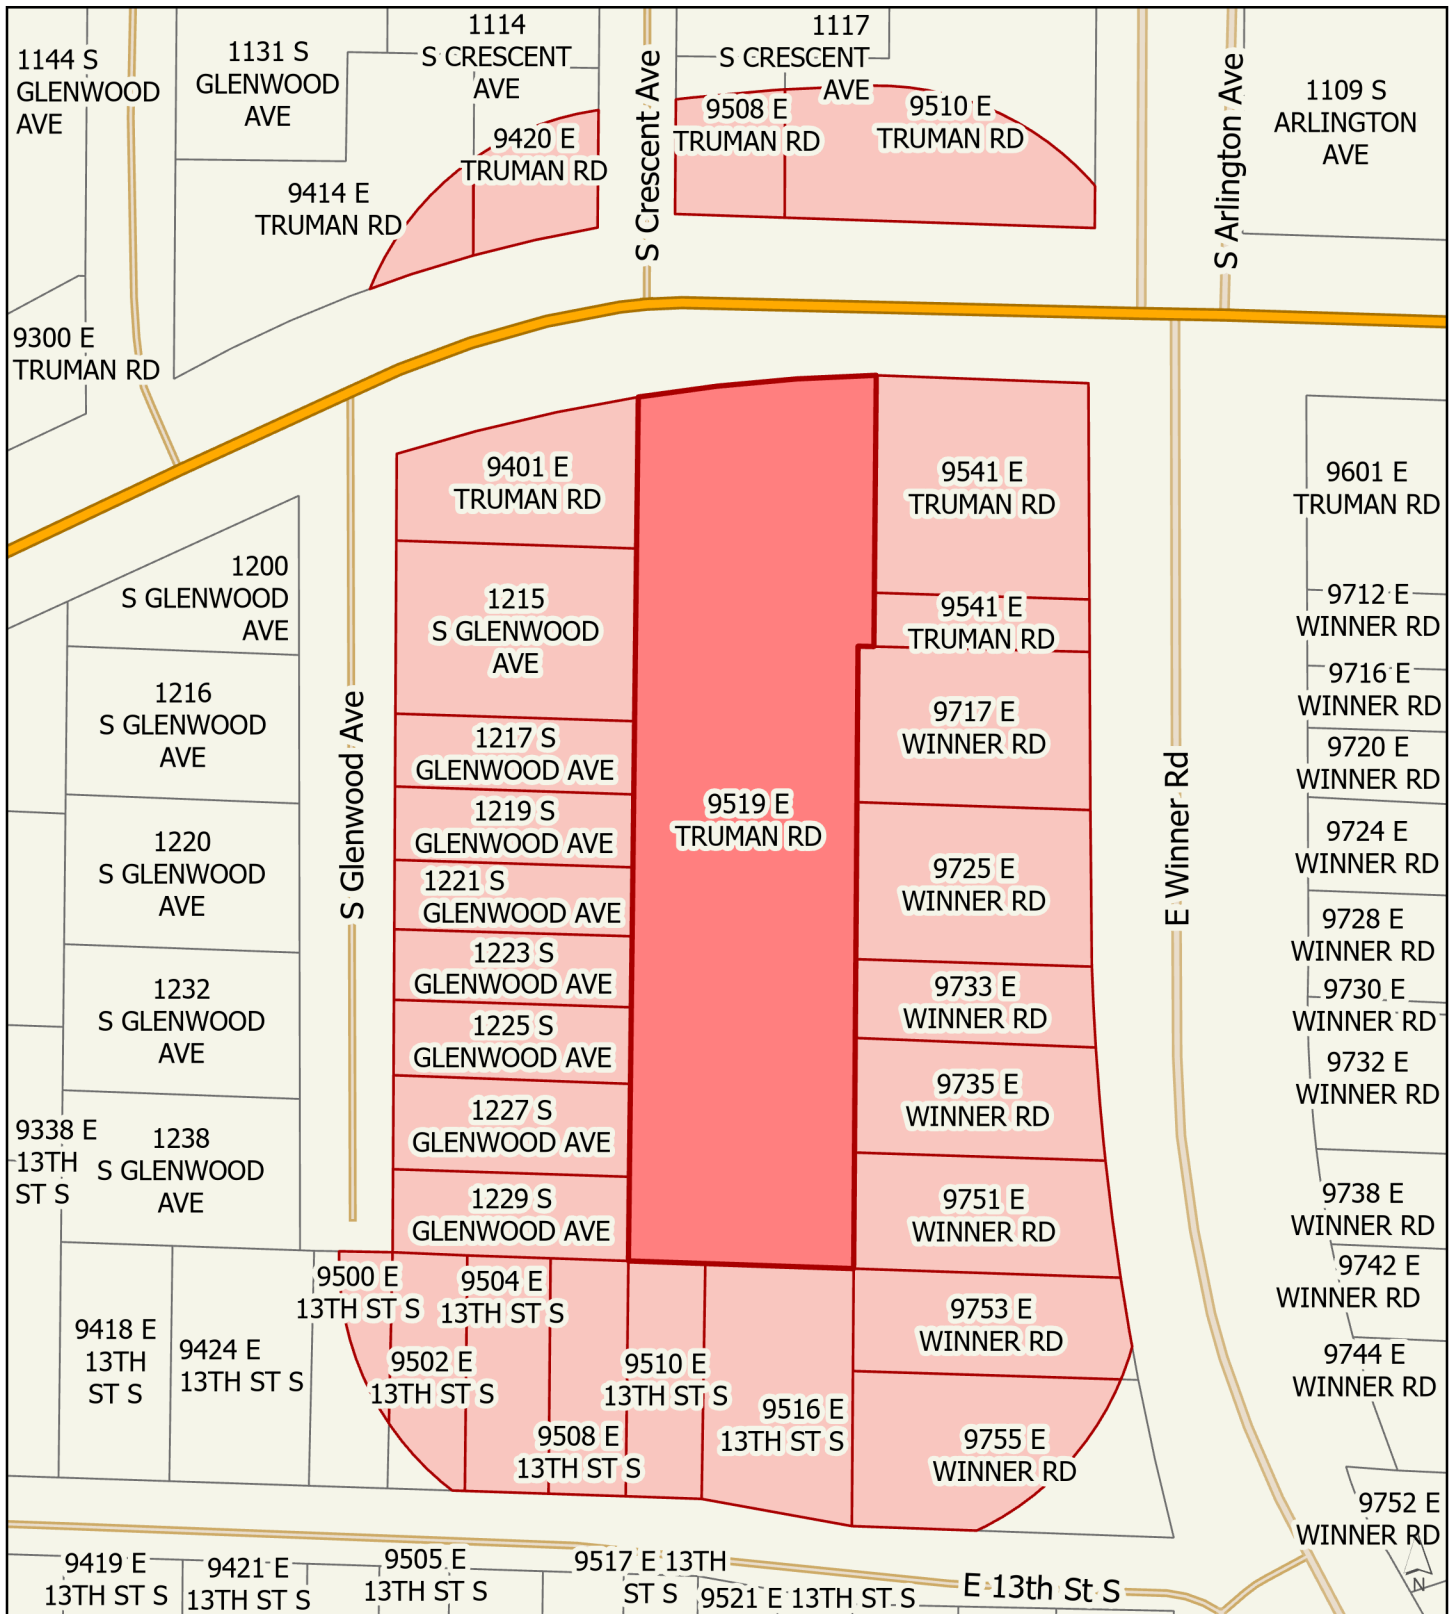 1144 S
GLENWOOD
AVE
1131 S
GLENWOOD
AVE
1114
S CRESCENT
AVE
S Crescent Ave
1117
S CRESCENT
AVE
S Arlington Ave
1109 S
ARLINGTON
AVE
9414 E
TRUMAN RD
9420 E
TRUMAN RD
9508 E
TRUMAN RD
9510 E
TRUMAN RD
9300 E
TRUMAN RD
9401 E
TRUMAN RD
9541 E
TRUMAN RD
9601 E
TRUMAN RD
1200
S GLENWOOD
AVE
1215
S GLENWOOD
AVE
9541 E
TRUMAN RD
9712 E
WINNER RD
1216
S GLENWOOD
AVE
S Glenwood Ave
1217 S
GLENWOOD AVE
9717 E
WINNER RD
E Winner Rd
9716 E
WINNER RD
9720 E
WINNER RD
1219 S
GLENWOOD AVE
9519 E
TRUMAN RD
9724 E
WINNER RD
1220
S GLENWOOD
AVE
1221 S
GLENWOOD AVE
9725 E
WINNER RD
9728 E
WINNER RD
1223 S
GLENWOOD AVE
1232
S GLENWOOD
AVE
1225 S
GLENWOOD AVE
9733 E
WINNER RD
9730 E
WINNER RD
9732 E
WINNER RD
1227 S
GLENWOOD AVE
9735 E
WINNER RD
9338 E
13TH
ST S
1238
S GLENWOOD
AVE
1229 S
GLENWOOD AVE
9751 E
WINNER RD
9738 E
WINNER RD
9500 E
13TH ST S
9504 E
13TH ST S
9742 E
WINNER RD
9418 E
13TH
ST S
9424 E
13TH ST S
9502 E
13TH ST S
9510 E
13TH ST S
9753 E
WINNER RD
9744 E
WINNER RD
9508 E
13TH ST S
9516 E
13TH ST S
9755 E
WINNER RD
9752 E
WINNER RD
9419 E
13TH ST S
9421 E
13TH ST S
9505 E
13TH ST S
9517 E 13TH
ST S
9521 E 13TH ST S
E 13th St S
N